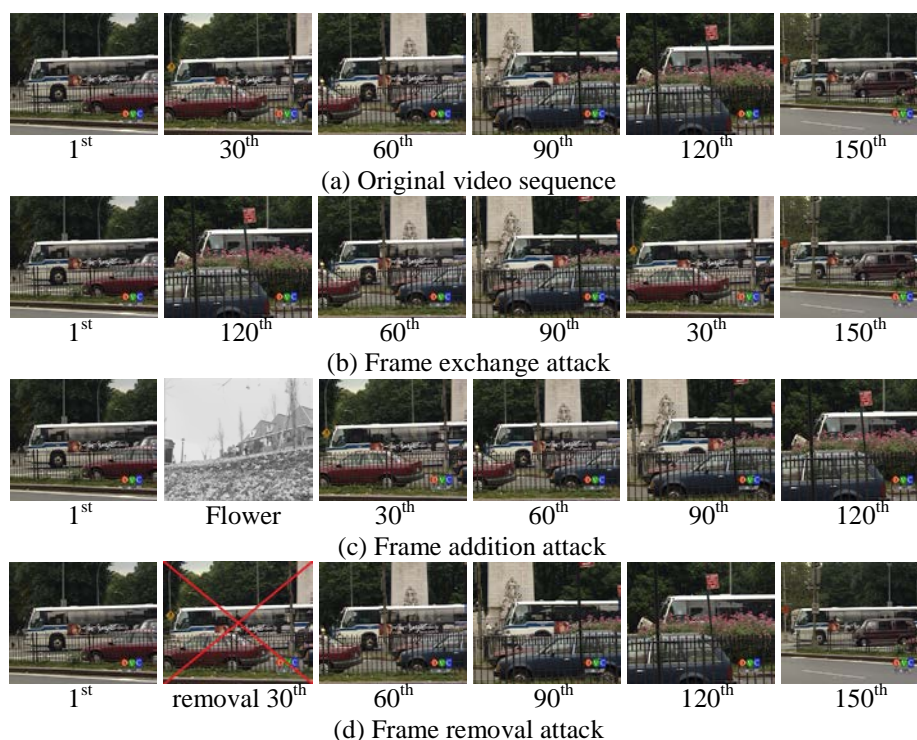 1st 30th 60th 90th 120th 150th
(a) Original video sequence
1st 120th 60th 90th 30th 150th
(b) Frame exchange attack
1st Flower 30th 60th 90th 120th
(c) Frame addition attack
1st removal 30th 60th 90th 120th 150th
(d) Frame removal attack